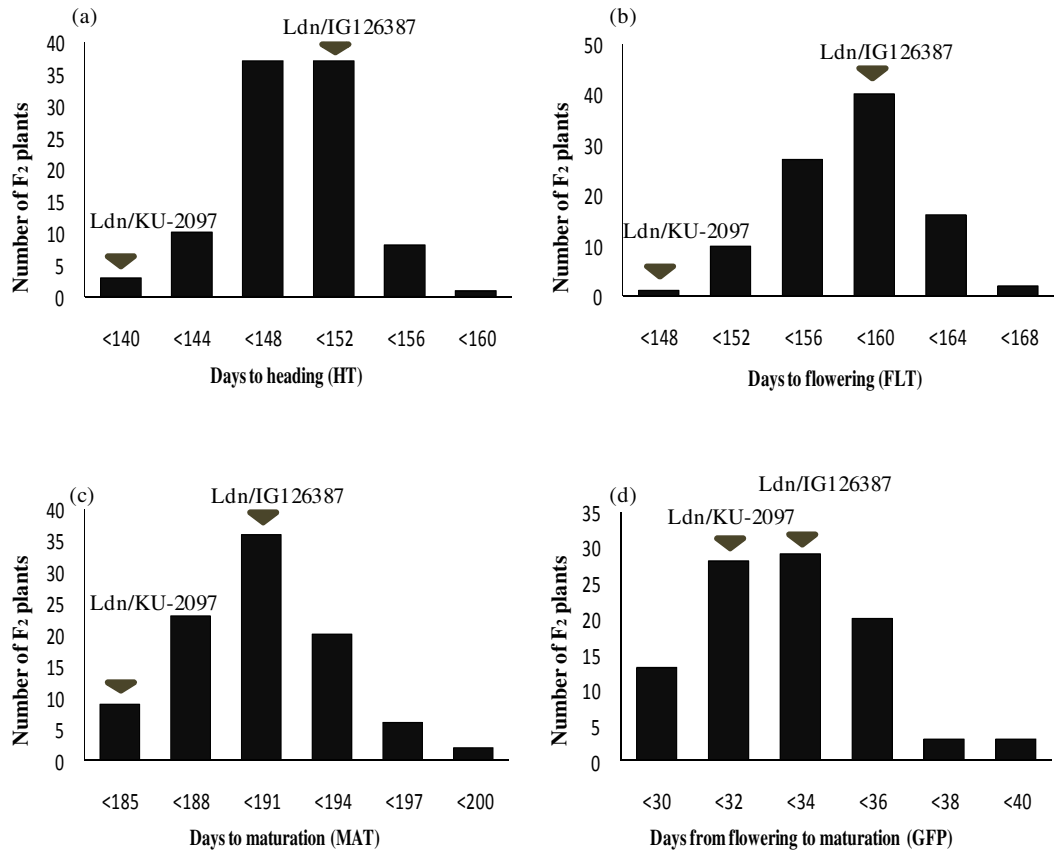 (a)
Ldn/IG126387
40
35
30
25
20
15
10
5
0
Number of F₂ plants
Ldn/KU-2097
<140 <144 <148 <152 <156 <160
Days to heading (HT)
(b)
Ldn/IG126387
50
40
30
20
10
0
Number of F₂ plants
Ldn/KU-2097
<148 <152 <156 <160 <164 <168
Days to flowering (FLT)
(c)
Ldn/IG126387
40
35
30
25
20
15
10
5
0
Number of F₂ plants
Ldn/KU-2097
<185 <188 <191 <194 <197 <200
Days to maturation (MAT)
(d)
Ldn/IG126387
Ldn/KU-2097
35
30
25
20
15
10
5
0
Number of F₂ plants
<30 <32 <34 <36 <38 <40
Days from flowering to maturation (GFP)